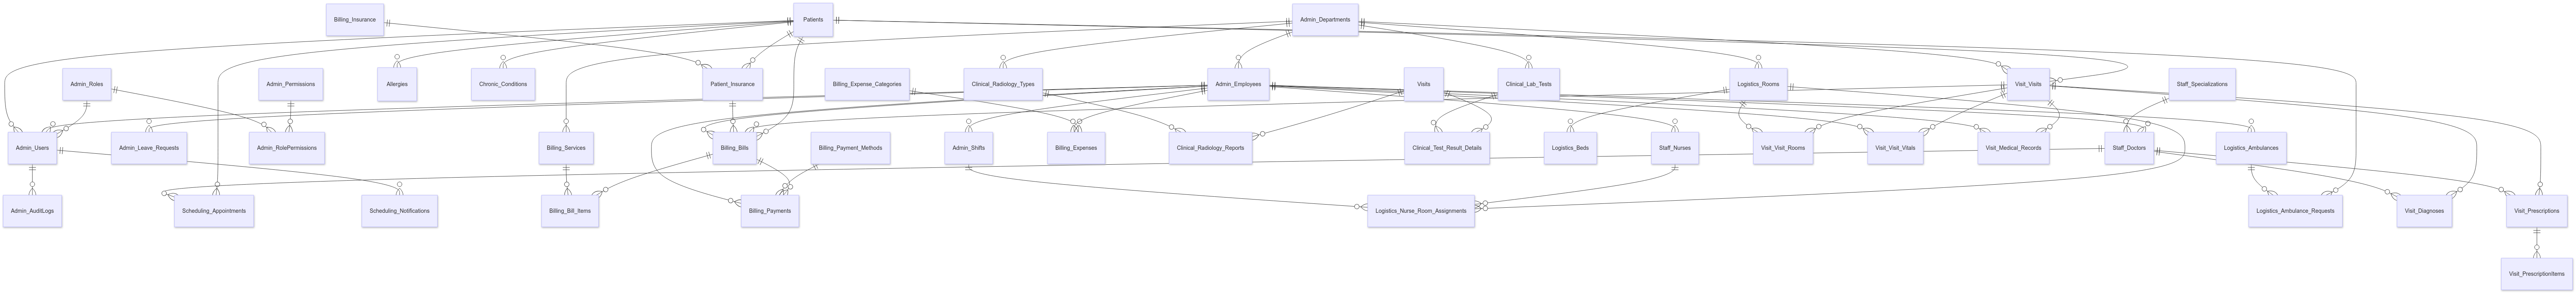 Billing_Insurance
Patients
Admin_Departments
Admin_Roles
Admin_Permissions
Allergies
Chronic_Conditions
Patient_Insurance
Billing_Expense_Categories
Clinical_Radiology_Types
Admin_Employees
Visits
Clinical_Lab_Tests
Logistics_Rooms
Visit_Visits
Staff_Specializations
Admin_Users
Admin_Leave_Requests
Admin_RolePermissions
Billing_Services
Billing_Bills
Billing_Payment_Methods
Admin_Shifts
Billing_Expenses
Clinical_Radiology_Reports
Clinical_Test_Result_Details
Logistics_Beds
Staff_Nurses
Visit_Visit_Rooms
Visit_Visit_Vitals
Visit_Medical_Records
Staff_Doctors
Logistics_Ambulances
Admin_AuditLogs
Scheduling_Appointments
Scheduling_Notifications
Billing_Bill_Items
Billing_Payments
Logistics_Nurse_Room_Assignments
Logistics_Ambulance_Requests
Visit_Diagnoses
Visit_Prescriptions
Visit_PrescriptionItems